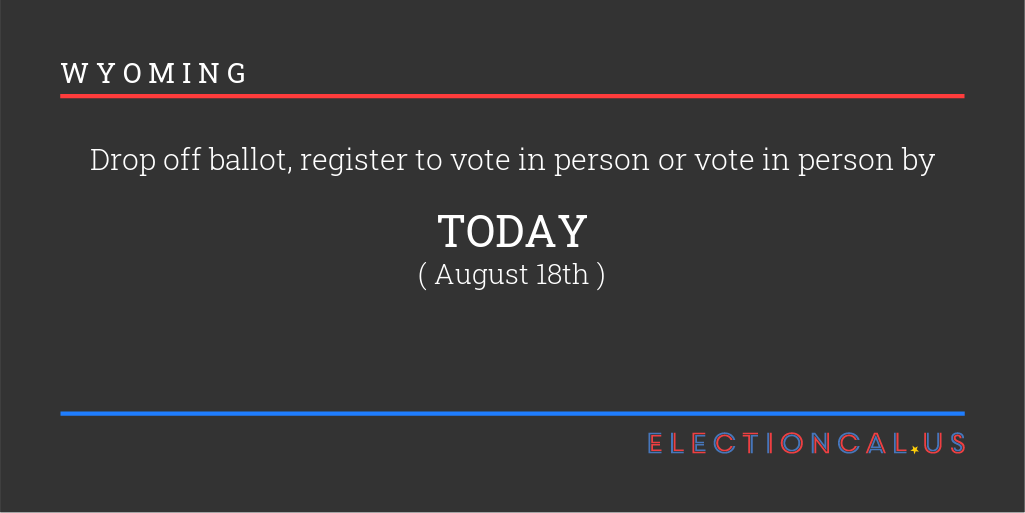 WYOMING
Drop off ballot, register to vote in person or vote in person by
TODAY
( August 18th )
ELECTIONCAL.US